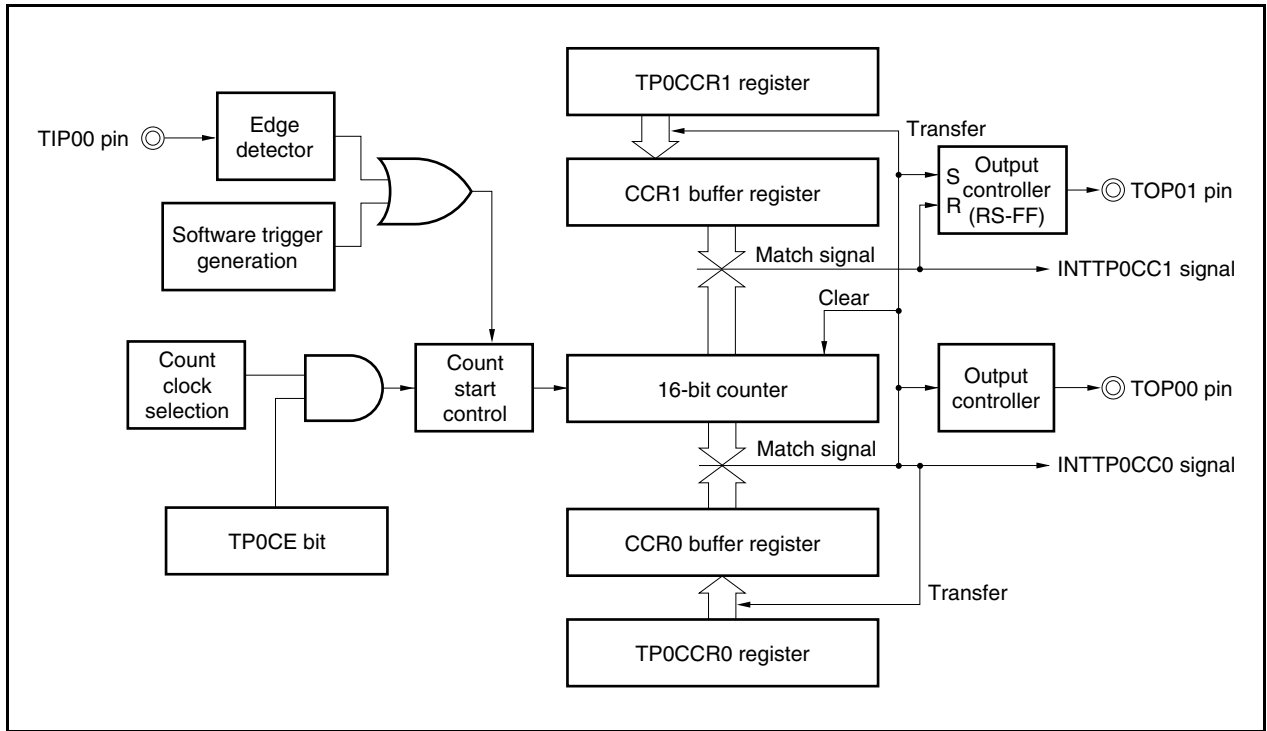 TP0CCR1 register
TIP00 pin
Edge
detector
Transfer
CCR1 buffer register
S
R
Output
controller
(RS-FF)
TOP01 pin
Software trigger
generation
Match signal
INTTP0CC1 signal
Clear
Count
clock
selection
Count
start
control
16-bit counter
Output
controller
TOP00 pin
Match signal
INTTP0CC0 signal
TP0CE bit
CCR0 buffer register
Transfer
TP0CCR0 register